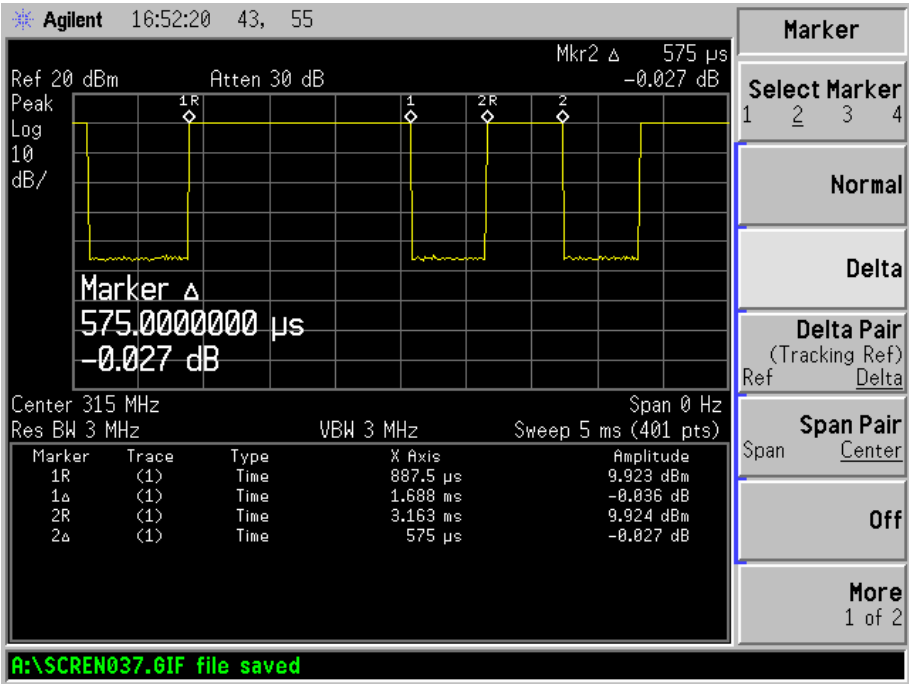 Agilent 16:52:20 43, 55
Mkr2 Δ 575 µs
Ref 20 dBm Atten 30 dB -0.027 dB
Peak
Log
10
dB/
1R 1 2R 2
Marker Δ
575.0000000 µs
-0.027 dB
Center 315 MHz Span 0 Hz
Res BW 3 MHz VBW 3 MHz Sweep 5 ms (401 pts)
Marker Trace Type X Axis Amplitude
1R (1) Time 887.5 µs 9.923 dBm
1Δ (1) Time 1.688 ms -0.036 dB
2R (1) Time 3.163 ms 9.924 dBm
2Δ (1) Time 575 µs -0.027 dB
A:\SCREN037.GIF file saved
Marker
Select Marker
1 2 3 4
Normal
Delta
Delta Pair
(Tracking Ref)
Ref Delta
Span Pair
Span Center
Off
More
1 of 2